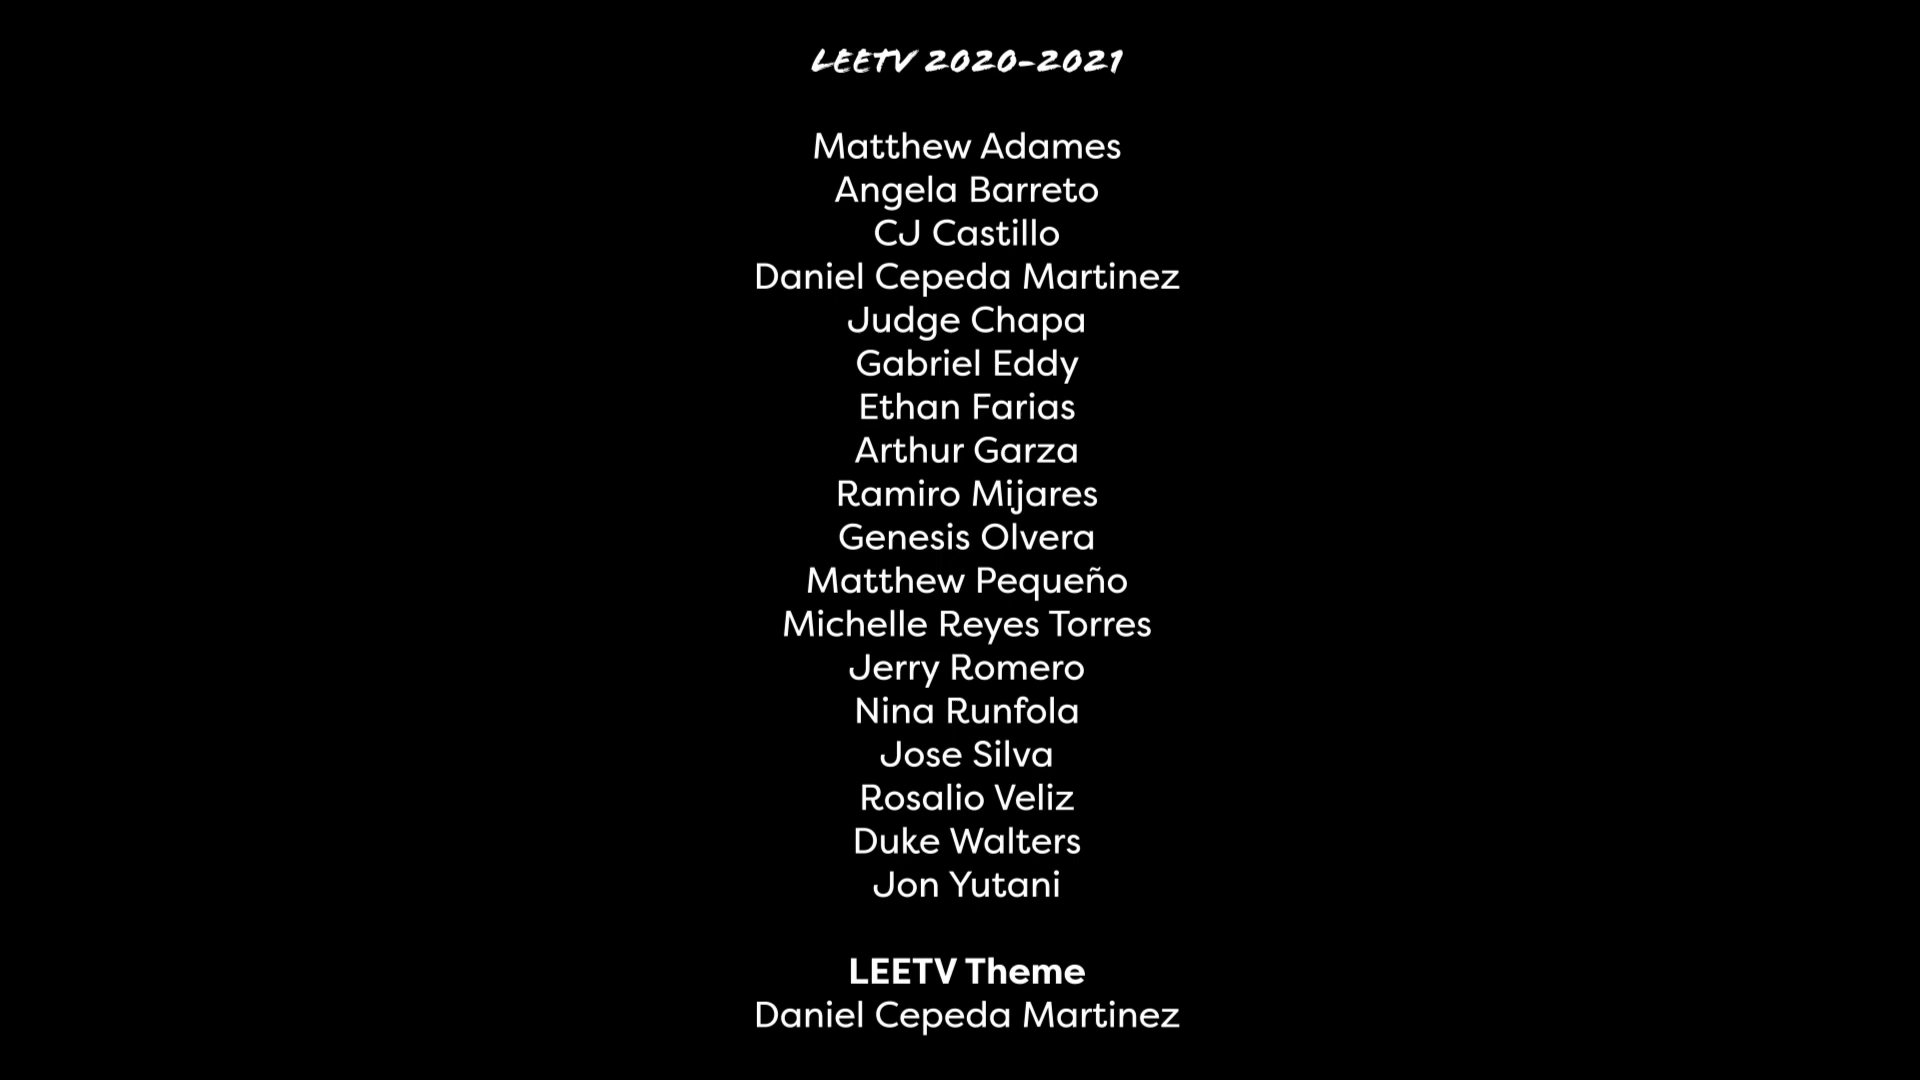 LEETV 2020-2021
Matthew Adames
Angela Barreto
CJ Castillo
Daniel Cepeda Martinez
Judge Chapa
Gabriel Eddy
Ethan Farias
Arthur Garza
Ramiro Mijares
Genesis Olvera
Matthew Pequeño
Michelle Reyes Torres
Jerry Romero
Nina Runfola
Jose Silva
Rosalio Veliz
Duke Walters
Jon Yutani
LEETV Theme
Daniel Cepeda Martinez